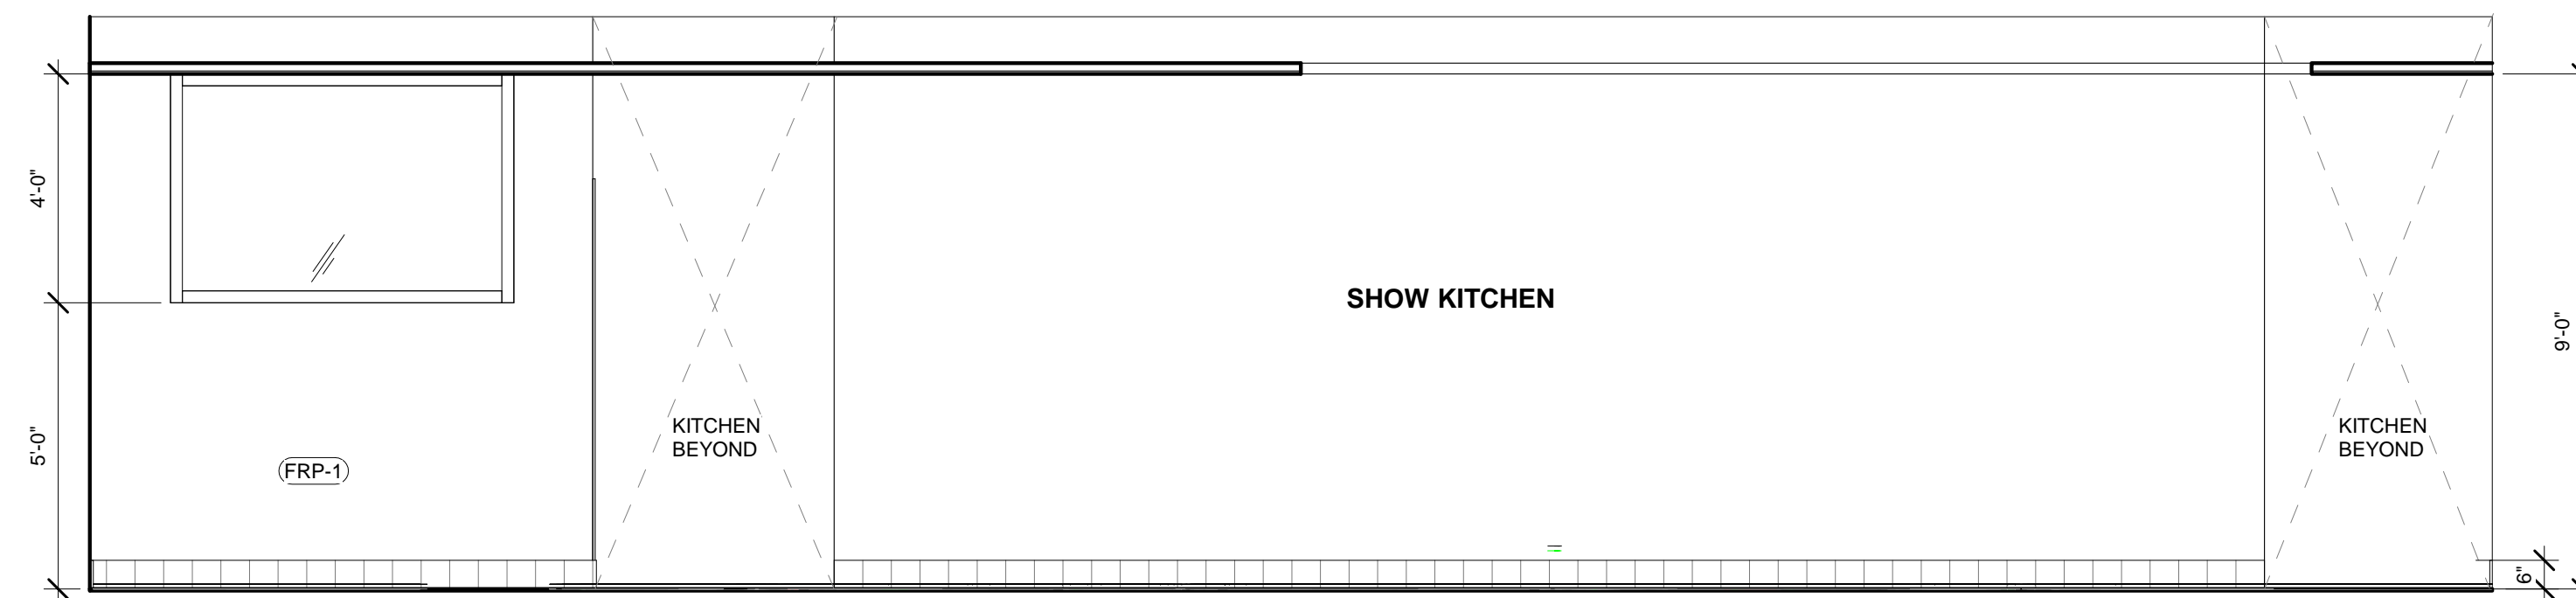 4'-0"
SHOW KITCHEN
9'-0"
KITCHEN
BEYOND
KITCHEN
BEYOND
5'-0"
FRP-1
6"